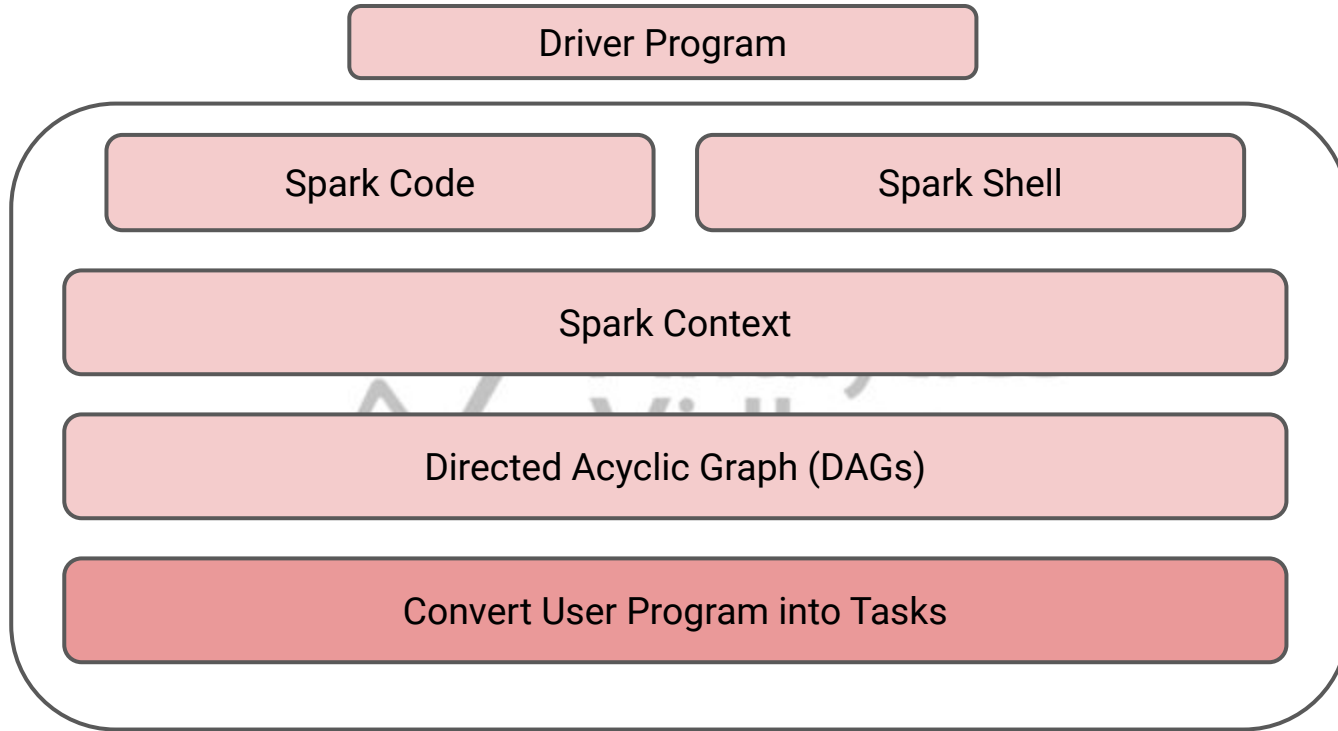 Driver Program
Spark Code
Spark Shell
Spark Context
Directed Acyclic Graph (DAGs)
Convert User Program into Tasks